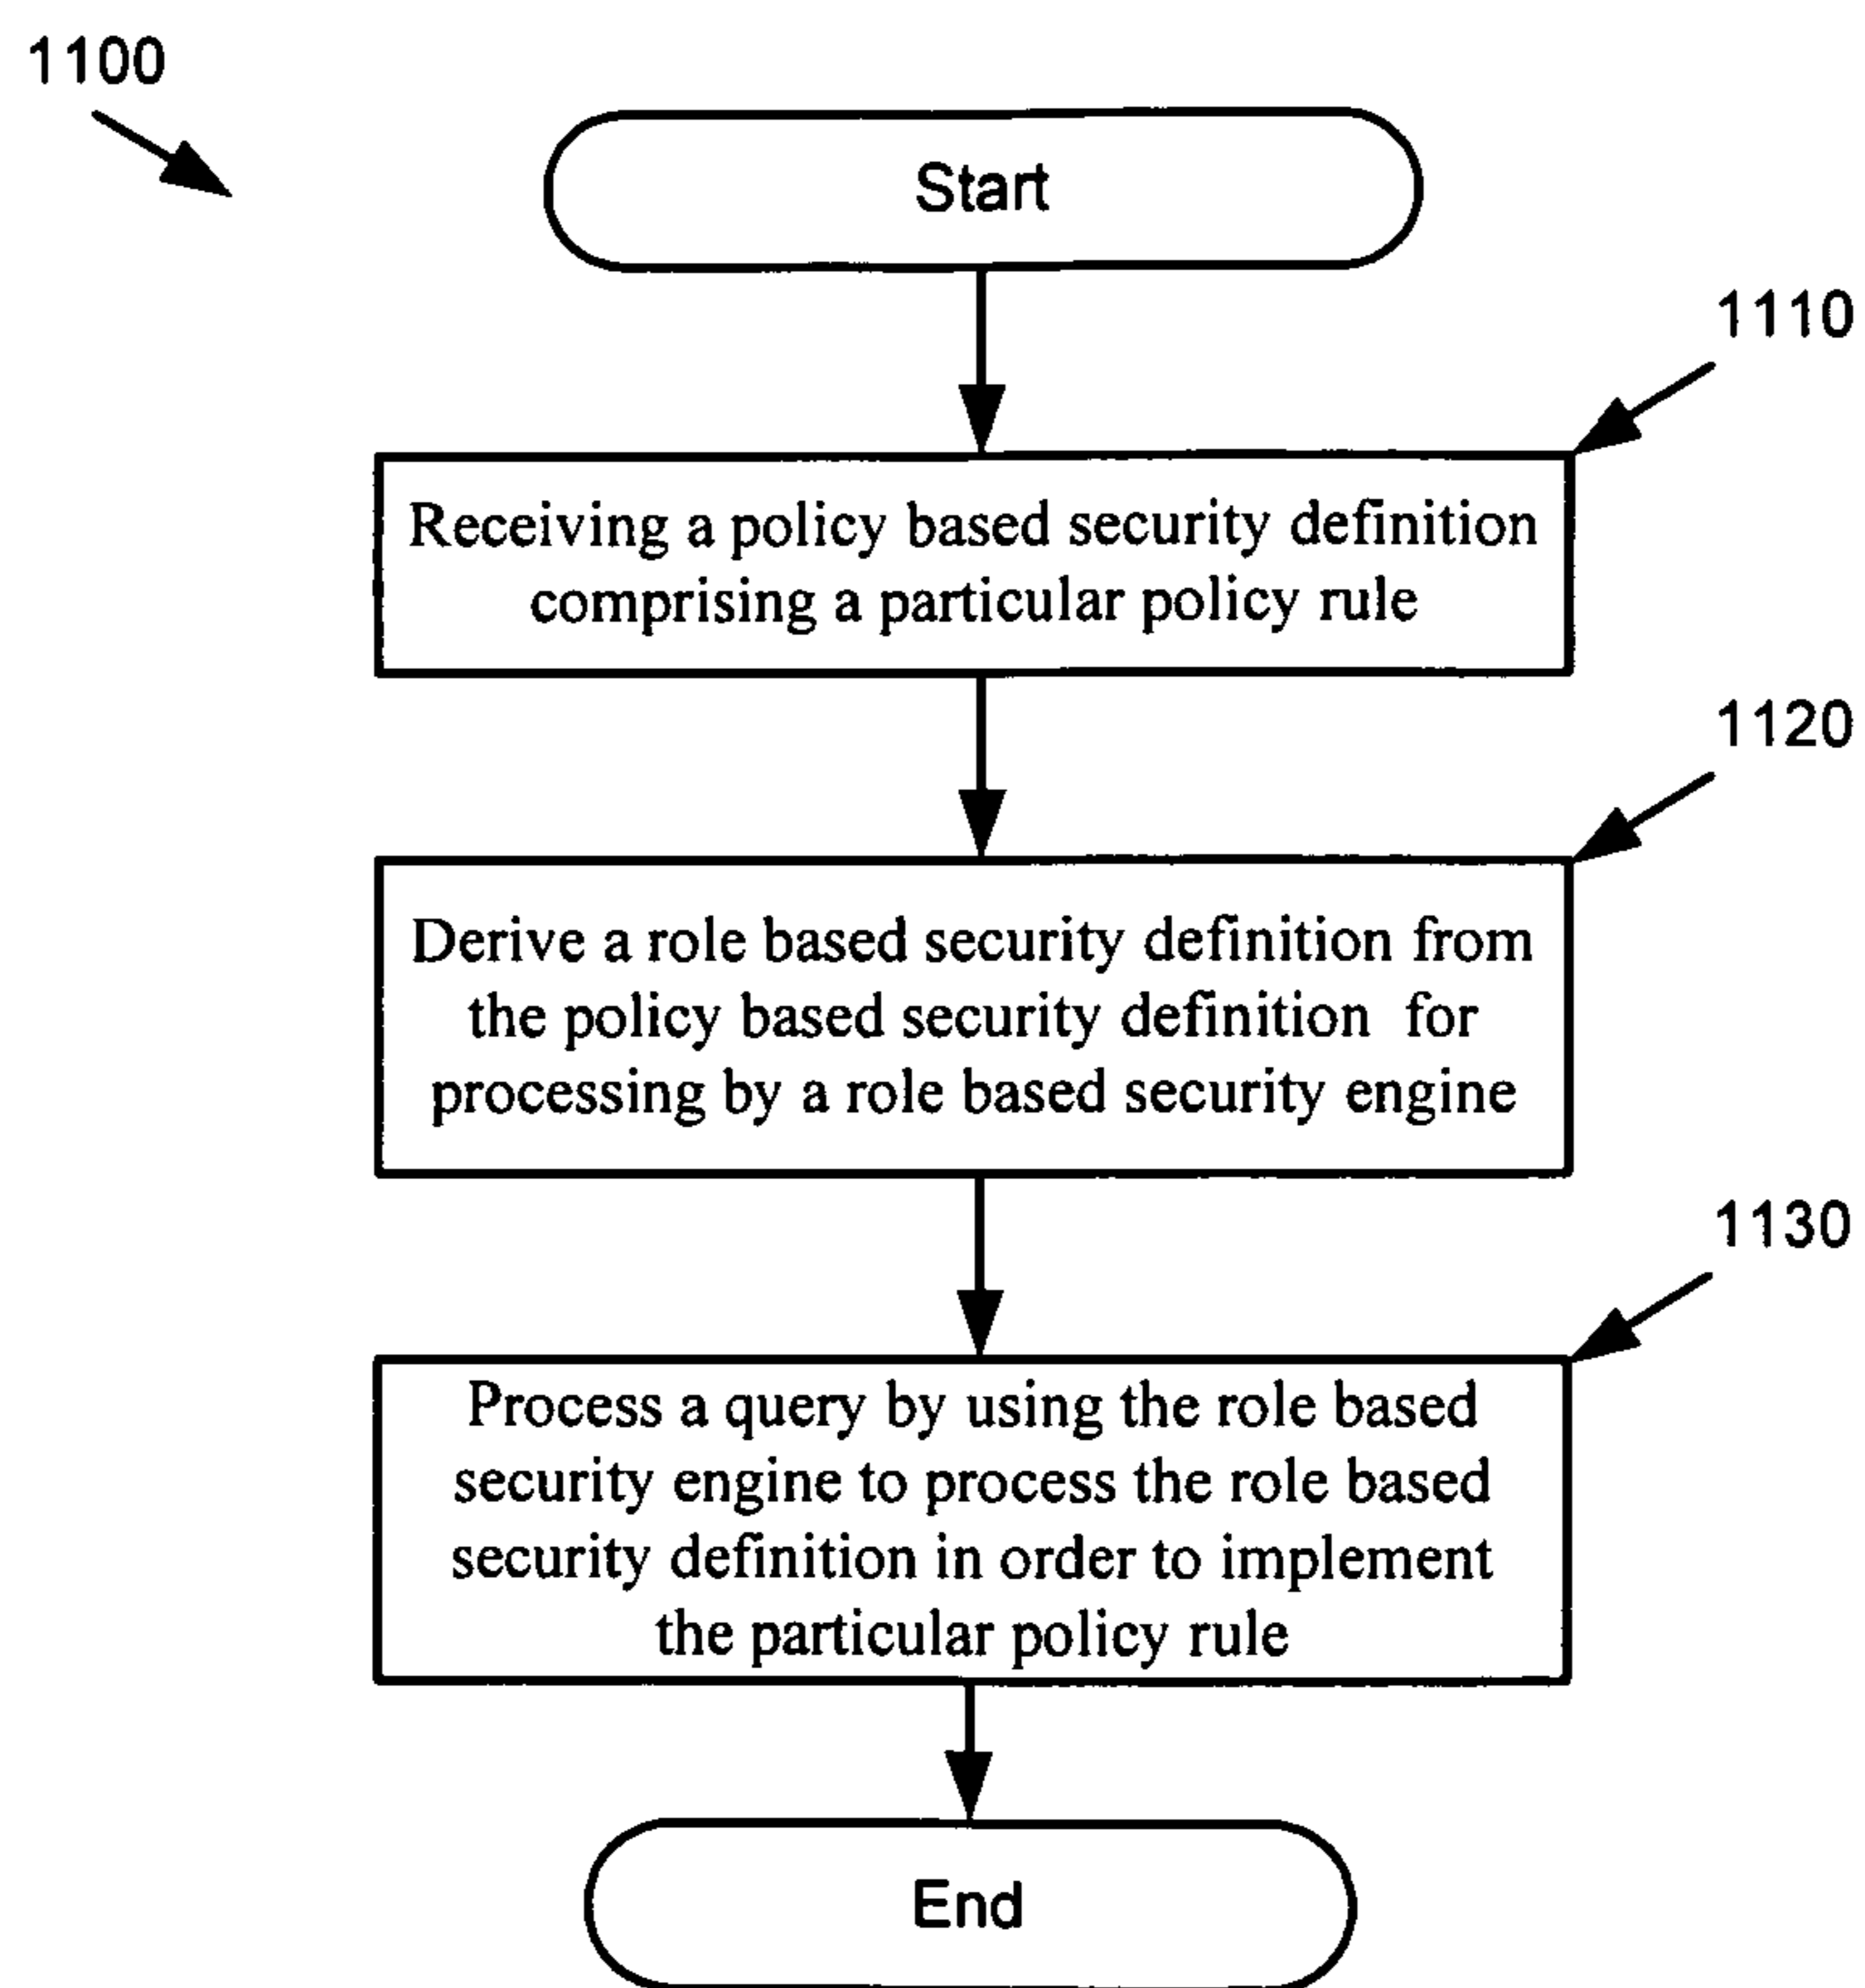 1100
Start
1110
Receiving a policy based security definition
comprising a particular policy rule
1120
Derive a role based security definition from
the policy based security definition for
processing by a role based security engine
1130
Process a query by using the role based
security engine to process the role based
security definition in order to implement
the particular policy rule
End